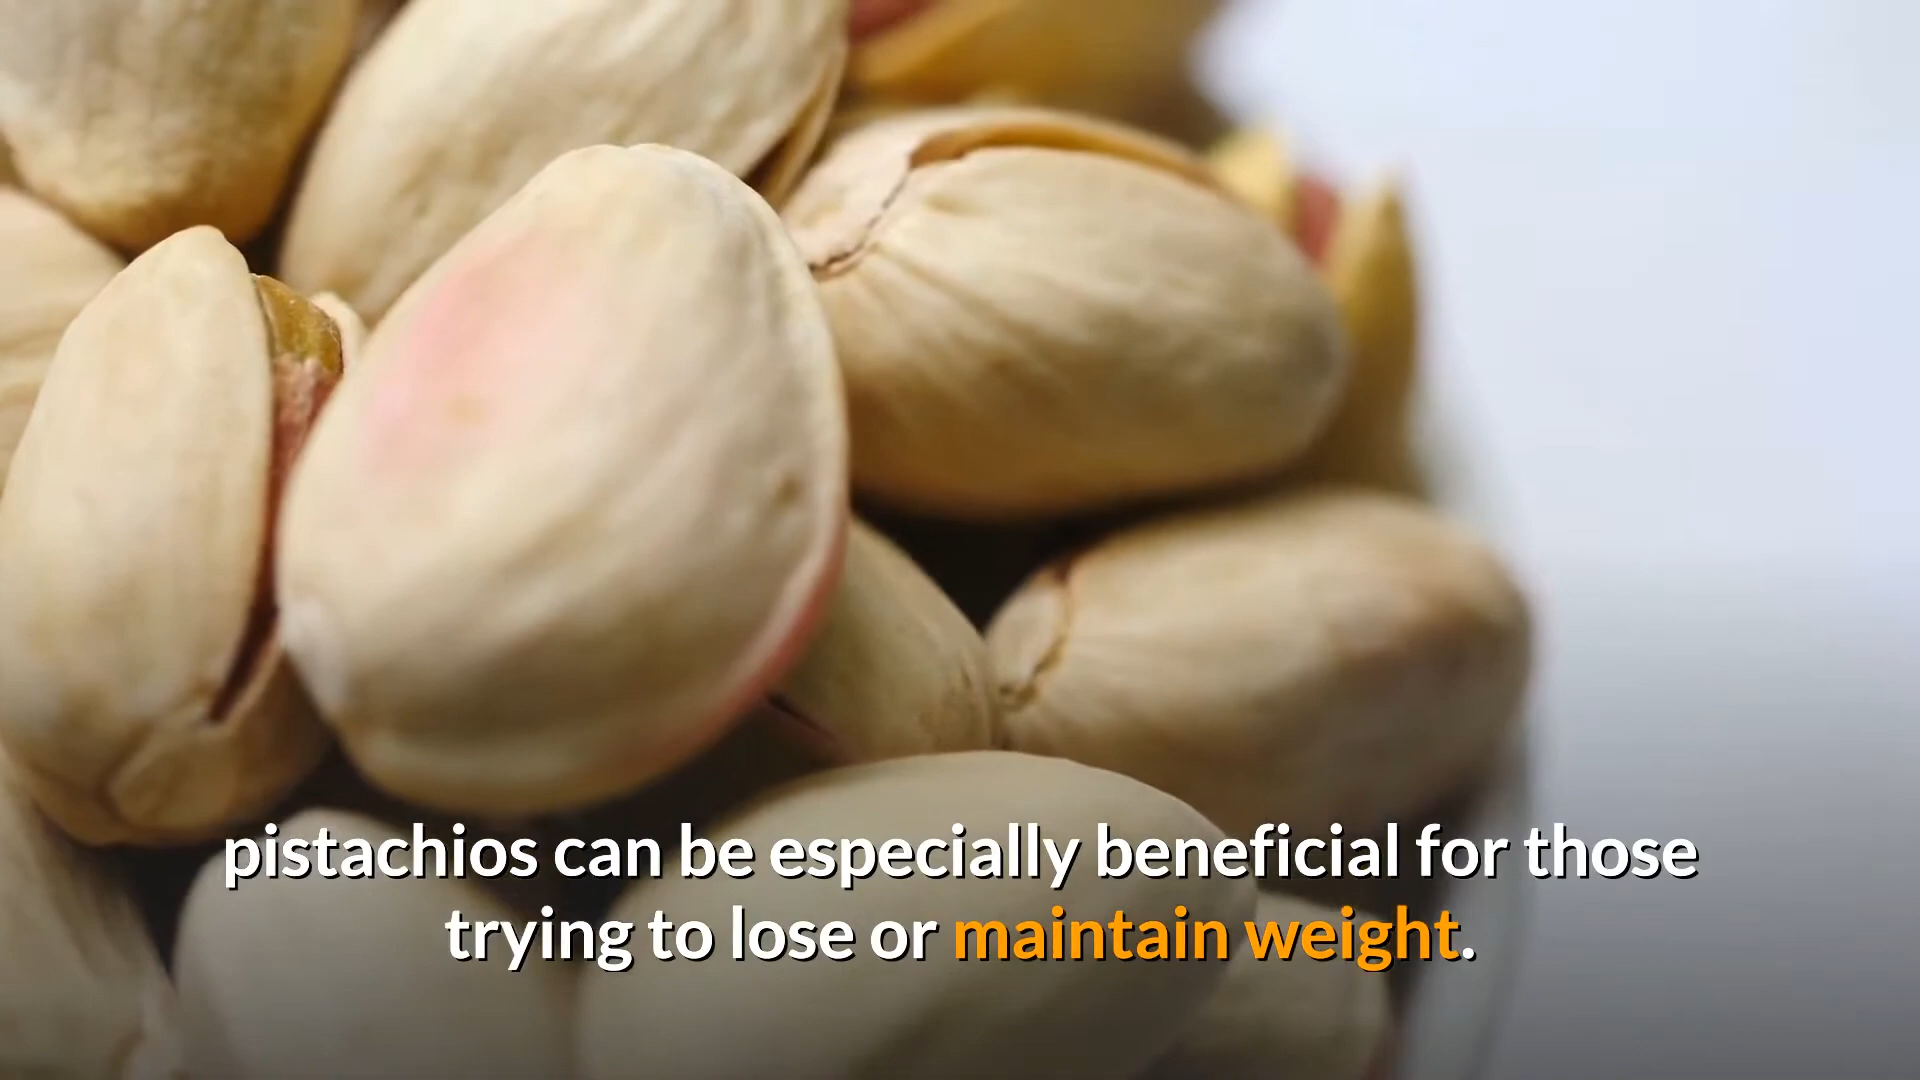 pistachios can be especially beneficial for those
trying to lose or maintain weight.